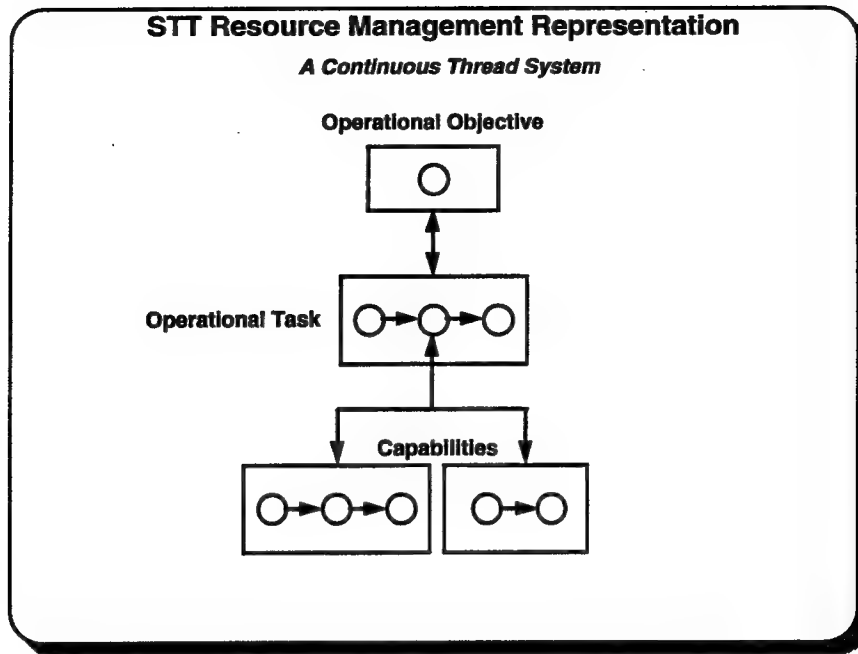 STT Resource Management Representation
A Continuous Thread System
Operational Objective
Operational Task
Capabilities